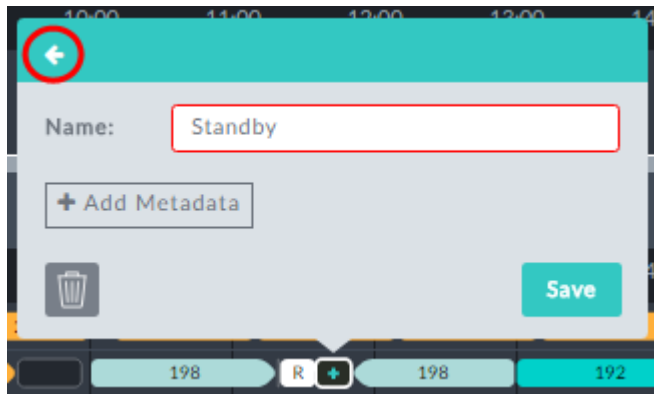 10:00 11:00 12:00 13:00
Name: Standby
+ Add Metadata
Save
198 R + 198 192